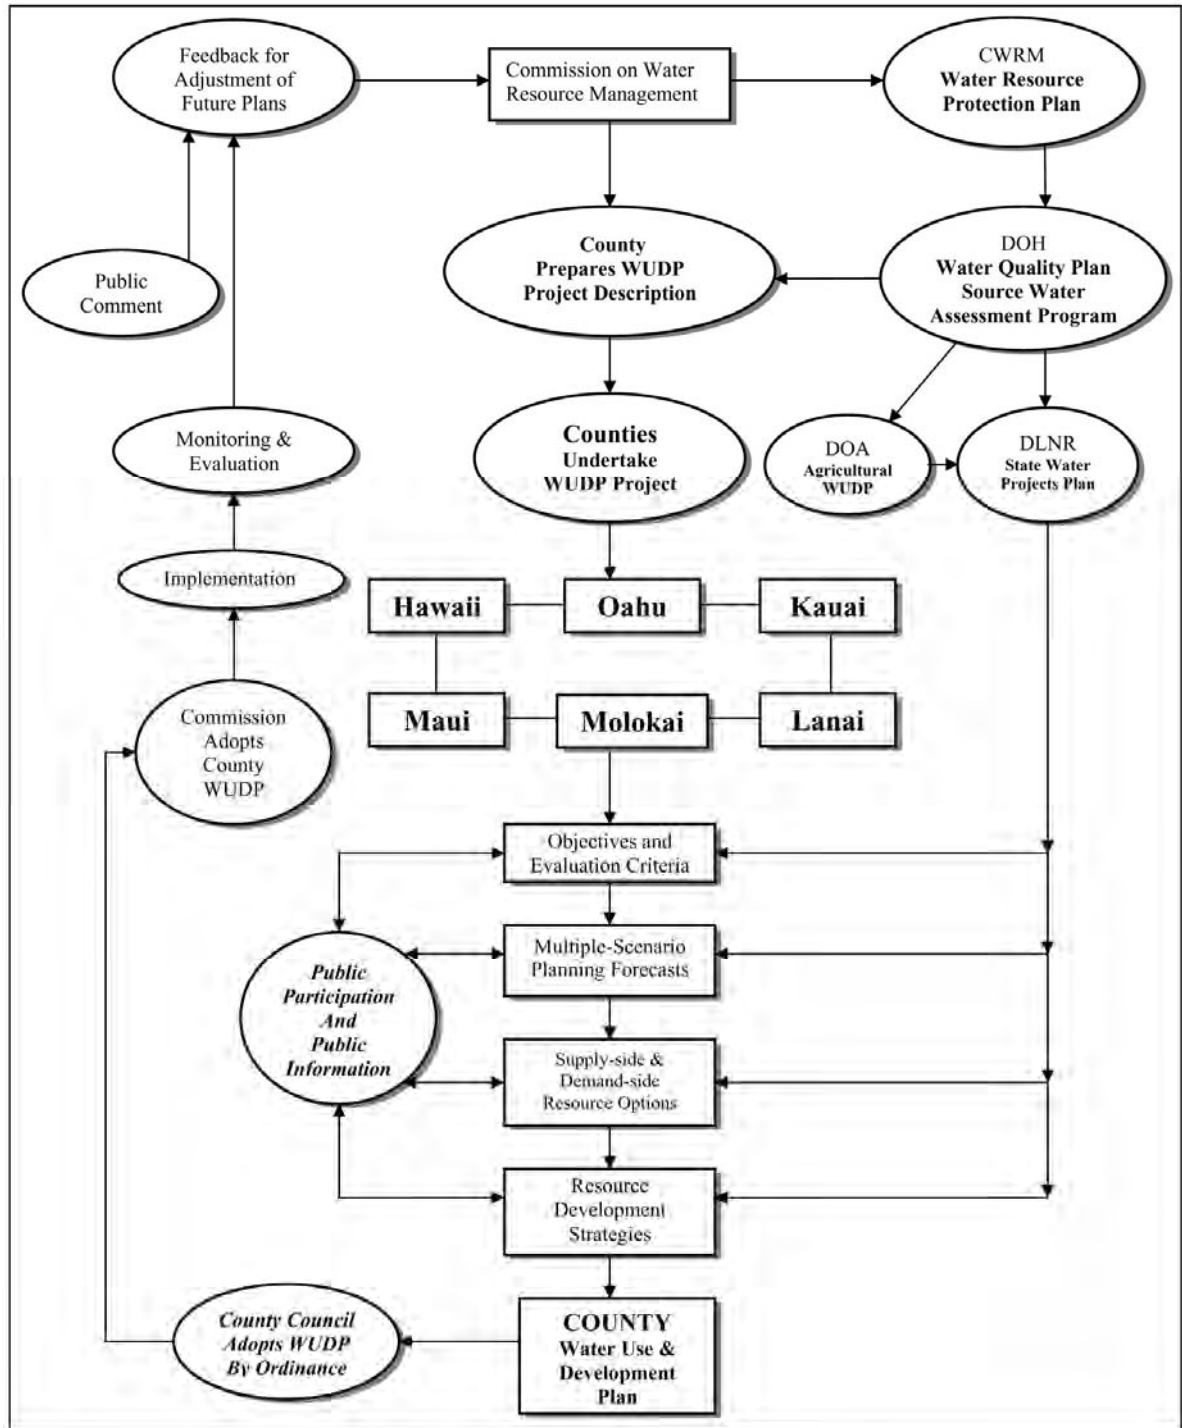 Feedback for
Adjustment of
Future Plans
Commission on Water
Resource Management
CWRM
Water Resource
Protection Plan
Public
Comment
County
Prepares WUDP
Project Description
DOH
Water Quality Plan
Source Water
Assessment Program
Monitoring &
Evaluation
Counties
Undertake
WUDP Project
DOA
Agricultural
WUDP
DLNR
State Water
Projects Plan
Implementation
Hawaii
Oahu
Kauai
Maui
Molokai
Lanai
Commission
Adopts
County
WUDP
Objectives and
Evaluation Criteria
Public
Participation
And
Public
Information
Multiple-Scenario
Planning Forecasts
Supply-side &
Demand-side
Resource Options
Resource
Development
Strategies
County Council
Adopts WUDP
By Ordinance
COUNTY
Water Use &
Development
Plan